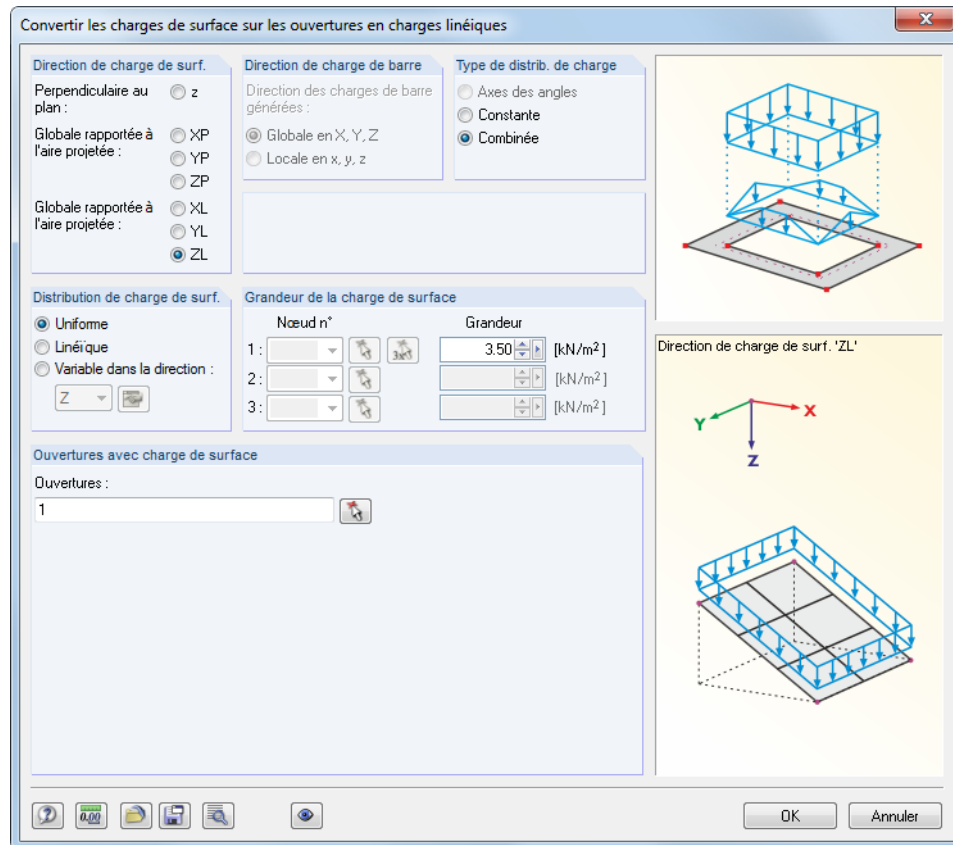 Convertir les charges de surface sur les ouvertures en charges linéiques
Direction de charge de surf.
Perpendiculaire au plan :
z
Globale rapportée à l'aire projetée :
XP
YP
ZP
Globale rapportée à l'aire projetée :
XL
YL
ZL
Direction de charge de barre
Direction des charges de barre générées :
Globale en X, Y, Z
Locale en x, y, z
Type de distrib. de charge
Axes des angles
Constante
Combinée
Distribution de charge de surf.
Uniforme
Linéïque
Variable dans la direction :
Z
Grandeur de la charge de surface
Nœud n° Grandeur
1 : 3x 3.50 [kN/m²]
2 : [kN/m²]
3 : [kN/m²]
Direction de charge de surf. 'ZL'
Y X
Z
Ouvertures avec charge de surface
Ouvertures :
1
0.00
OK Annuler